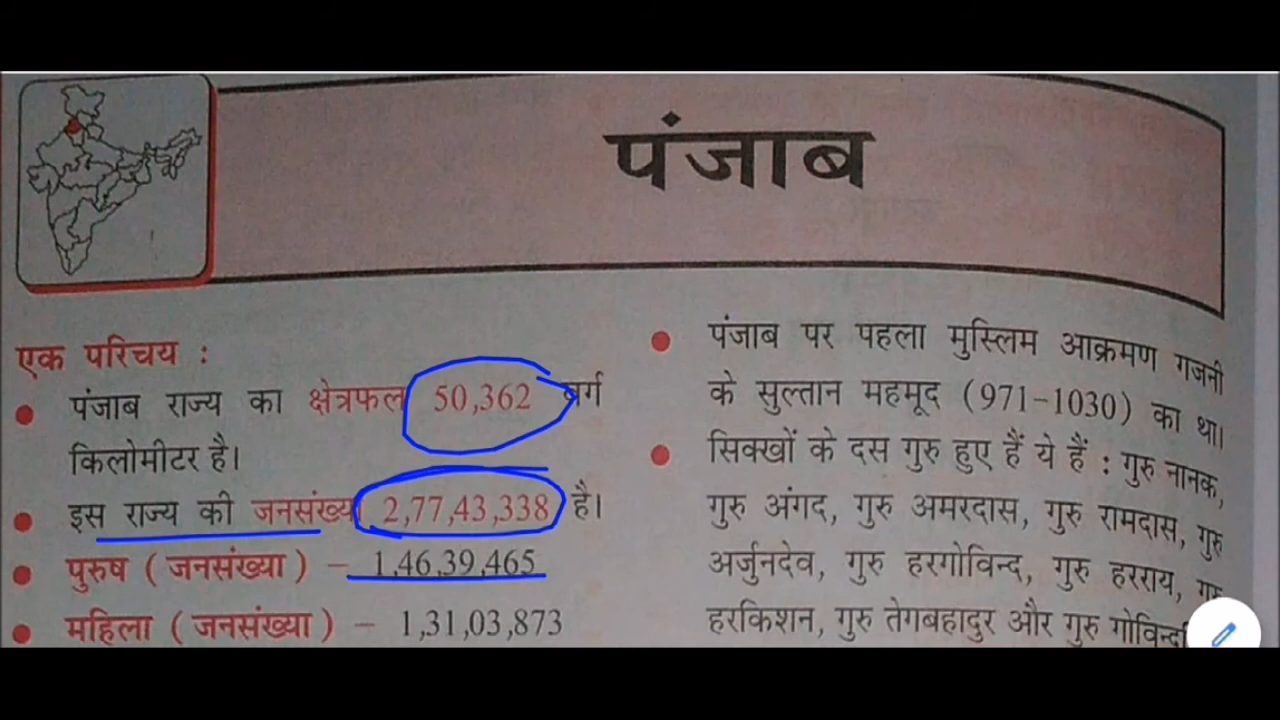 पंजाब
एक परिचय :
पंजाब राज्य का क्षेत्रफल 50,362 वर्ग
किलोमीटर है।
इस राज्य की जनसंख्या 2,77,43,338 है।
पुरुष ( जनसंख्या ) – 1,46,39,465
महिला ( जनसंख्या ) – 1,31,03,873
पंजाब पर पहला मुस्लिम आक्रमण गजनी
के सुल्तान महमूद (971-1030) का था।
सिक्खों के दस गुरु हुए हैं ये हैं : गुरु नानक,
गुरु अंगद, गुरु अमरदास, गुरु रामदास, गुरु
अर्जुनदेव, गुरु हरगोविन्द, गुरु हरराय, गुरु
हरकिशन, गुरु तेगबहादुर और गुरु